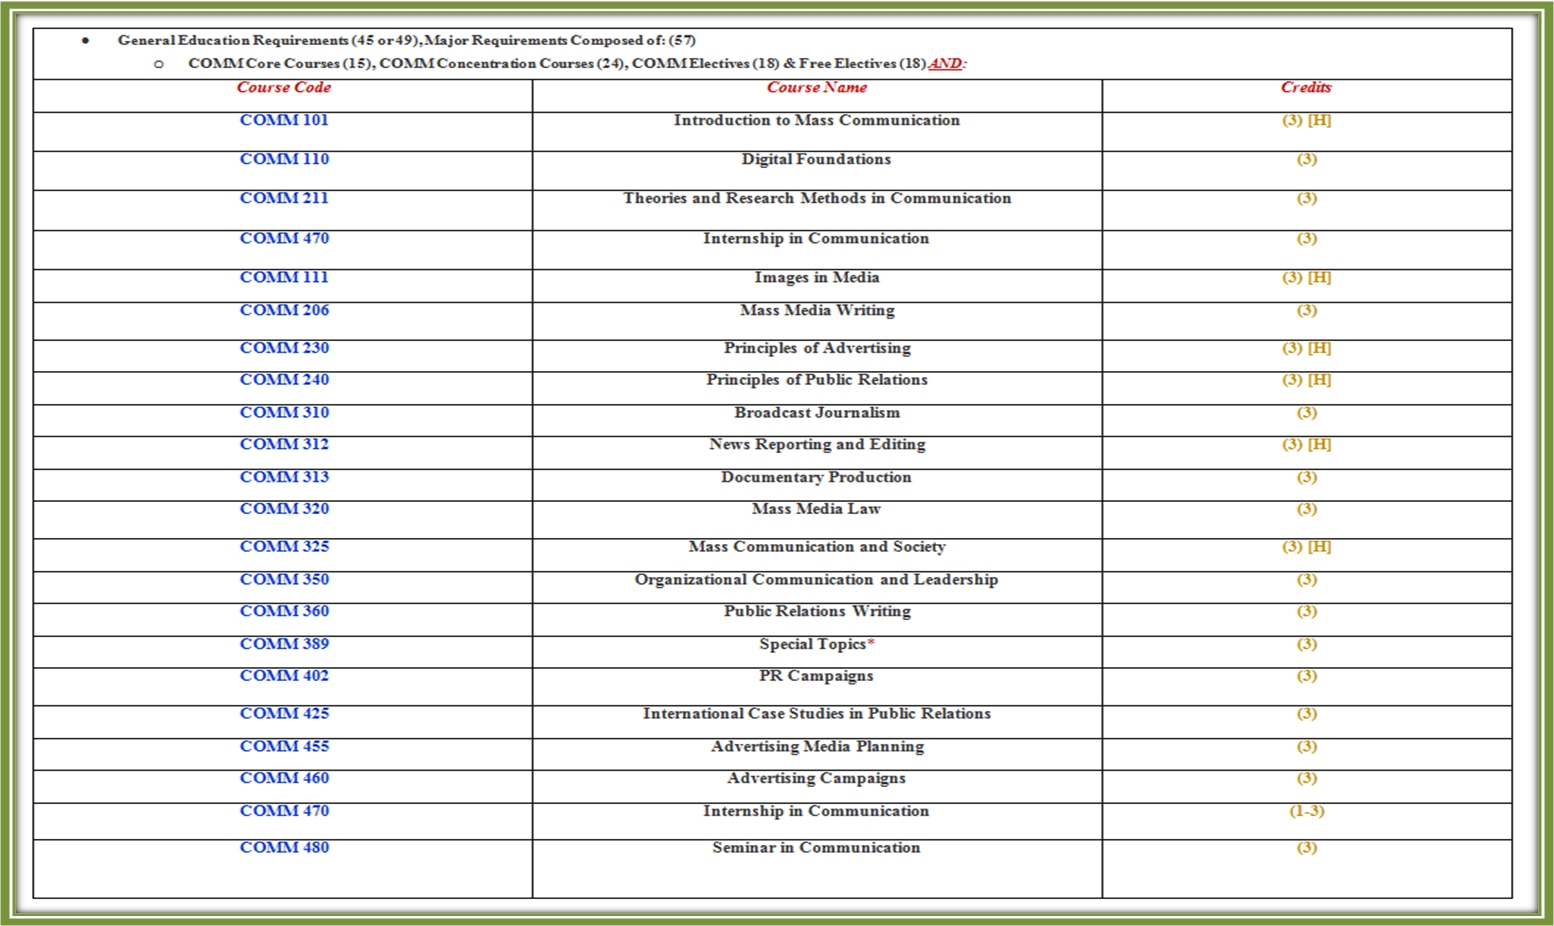 • General Education Requirements (45 or 49), Major Requirements Composed of: (57)
o COMM Core Courses (15), COMM Concentration Courses (24), COMM Electives (18) & Free Electives (18) AND:
Course Code Course Name Credits
COMM 101 Introduction to Mass Communication (3) [H]
COMM 110 Digital Foundations (3)
COMM 211 Theories and Research Methods in Communication (3)
COMM 470 Internship in Communication (3)
COMM 111 Images in Media (3) [H]
COMM 206 Mass Media Writing (3)
COMM 230 Principles of Advertising (3) [H]
COMM 240 Principles of Public Relations (3) [H]
COMM 310 Broadcast Journalism (3)
COMM 312 News Reporting and Editing (3) [H]
COMM 313 Documentary Production (3)
COMM 320 Mass Media Law (3)
COMM 325 Mass Communication and Society (3) [H]
COMM 350 Organizational Communication and Leadership (3)
COMM 360 Public Relations Writing (3)
COMM 389 Special Topics* (3)
COMM 402 PR Campaigns (3)
COMM 425 International Case Studies in Public Relations (3)
COMM 455 Advertising Media Planning (3)
COMM 460 Advertising Campaigns (3)
COMM 470 Internship in Communication (1-3)
COMM 480 Seminar in Communication (3)